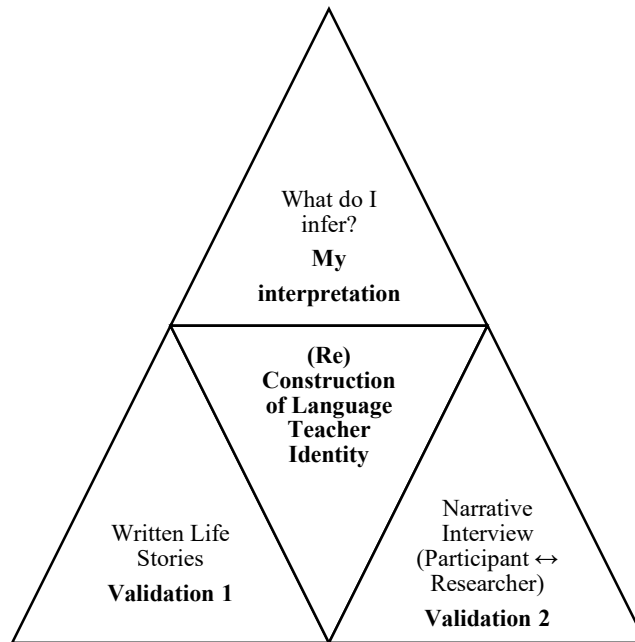 What do I
infer?
My
interpretation
(Re)
Construction
of Language
Teacher
Identity
Written Life
Stories
Validation 1
Narrative
Interview
(Participant ↔
Researcher)
Validation 2